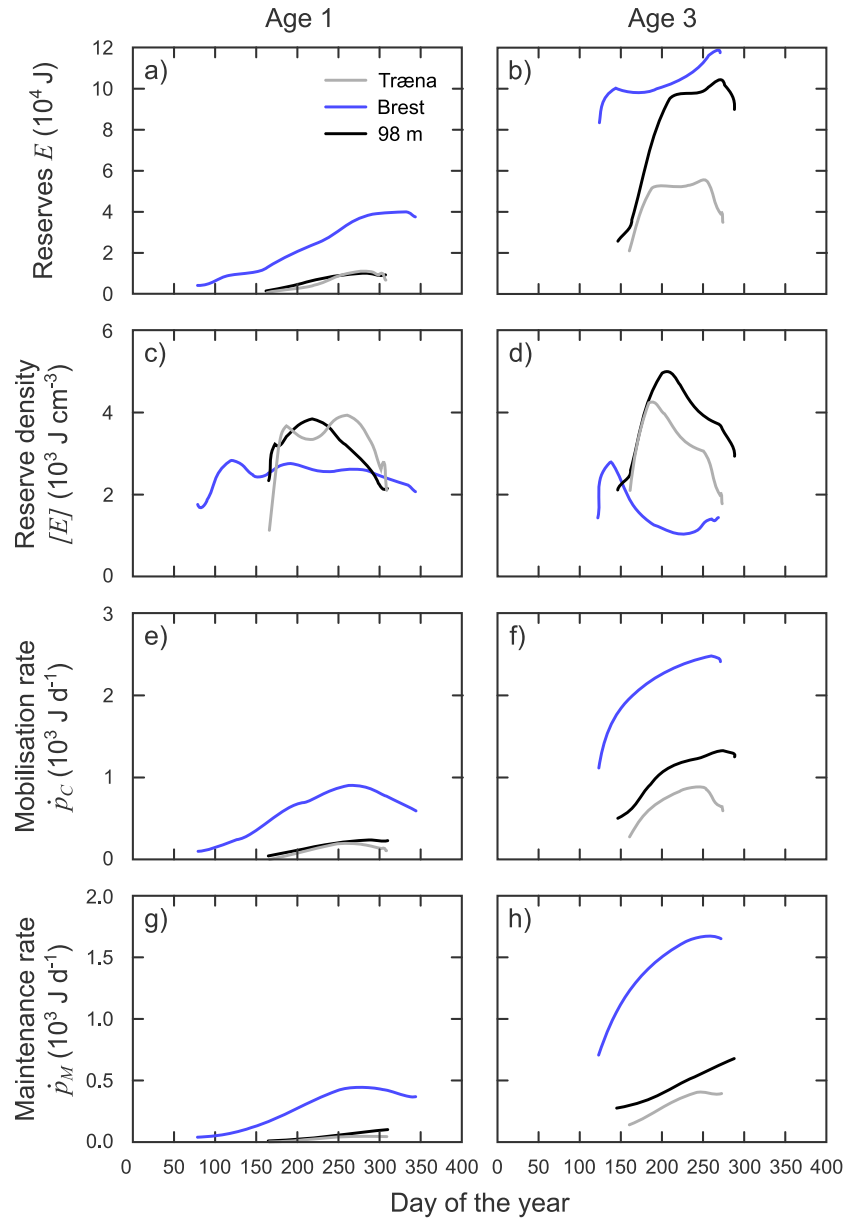 Age 1
Age 3
Reserves E (10⁴ J)
12
10
8
6
4
2
0
a)
Træna
Brest
98 m
b)
Reserve density
[E] (10³ J cm⁻³)
6
4
2
0
c)
d)
Mobilisation rate
ṗ_C (10³ J d⁻¹)
3
2
1
0
e)
f)
Maintenance rate
ṗ_M (10³ J d⁻¹)
2.0
1.5
1.0
0.5
0.0
g)
h)
0 50 100 150 200 250 300 350 400
0 50 100 150 200 250 300 350 400
Day of the year